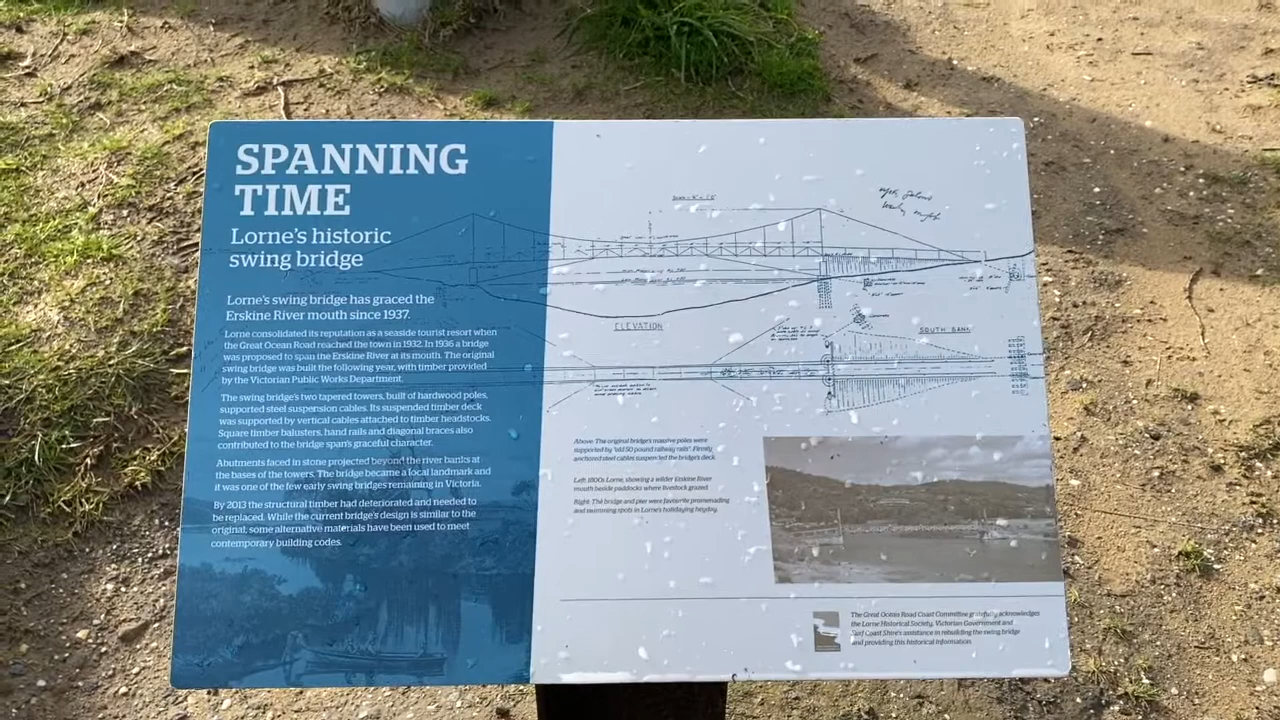 SPANNING
TIME
Lorne's historic
swing bridge
Lorne's swing bridge has graced the
Erskine River mouth since 1937.
Lorne consolidated its reputation as a seaside tourist resort when
the Great Ocean Road reached the town in 1932. In 1936 a bridge
was proposed to span the Erskine River at its mouth. The original
swing bridge was built the following year, with timber provided
by the Victorian Public Works Department.
The swing bridge's two tapered towers, built of hardwood poles,
supported steel suspension cables. Its suspended timber deck
was supported by vertical cables attached to timber headstocks.
Square timber balusters, hand rails and diagonal braces also
contributed to the bridge span's graceful character.
Abutments faced in stone projected beyond the river banks at
the bases of the towers. The bridge became a local landmark and
it was one of the few early swing bridges remaining in Victoria.
By 2013 the structural timber had deteriorated and needed to
be replaced. While the current bridge's design is similar to the
original, some alternative materials have been used to meet
contemporary building codes.
ELEVATION
SOUTH BANK
Above: The original bridge's massive poles were
supported by "old 50 pound railway rails". Firmly
anchored steel cables suspended the bridge's deck.
Left: 1800s Lorne, showing a wilder Erskine River
mouth beside paddocks where livestock grazed.
Right: The bridge and pier were favourite promenading
and swimming spots in Lorne's holidaying heyday.
The Great Ocean Road Coast Committee gratefully acknowledges
the Lorne Historical Society, Victorian Government and
Surf Coast Shire's assistance in rebuilding the swing bridge
and providing this historical information.